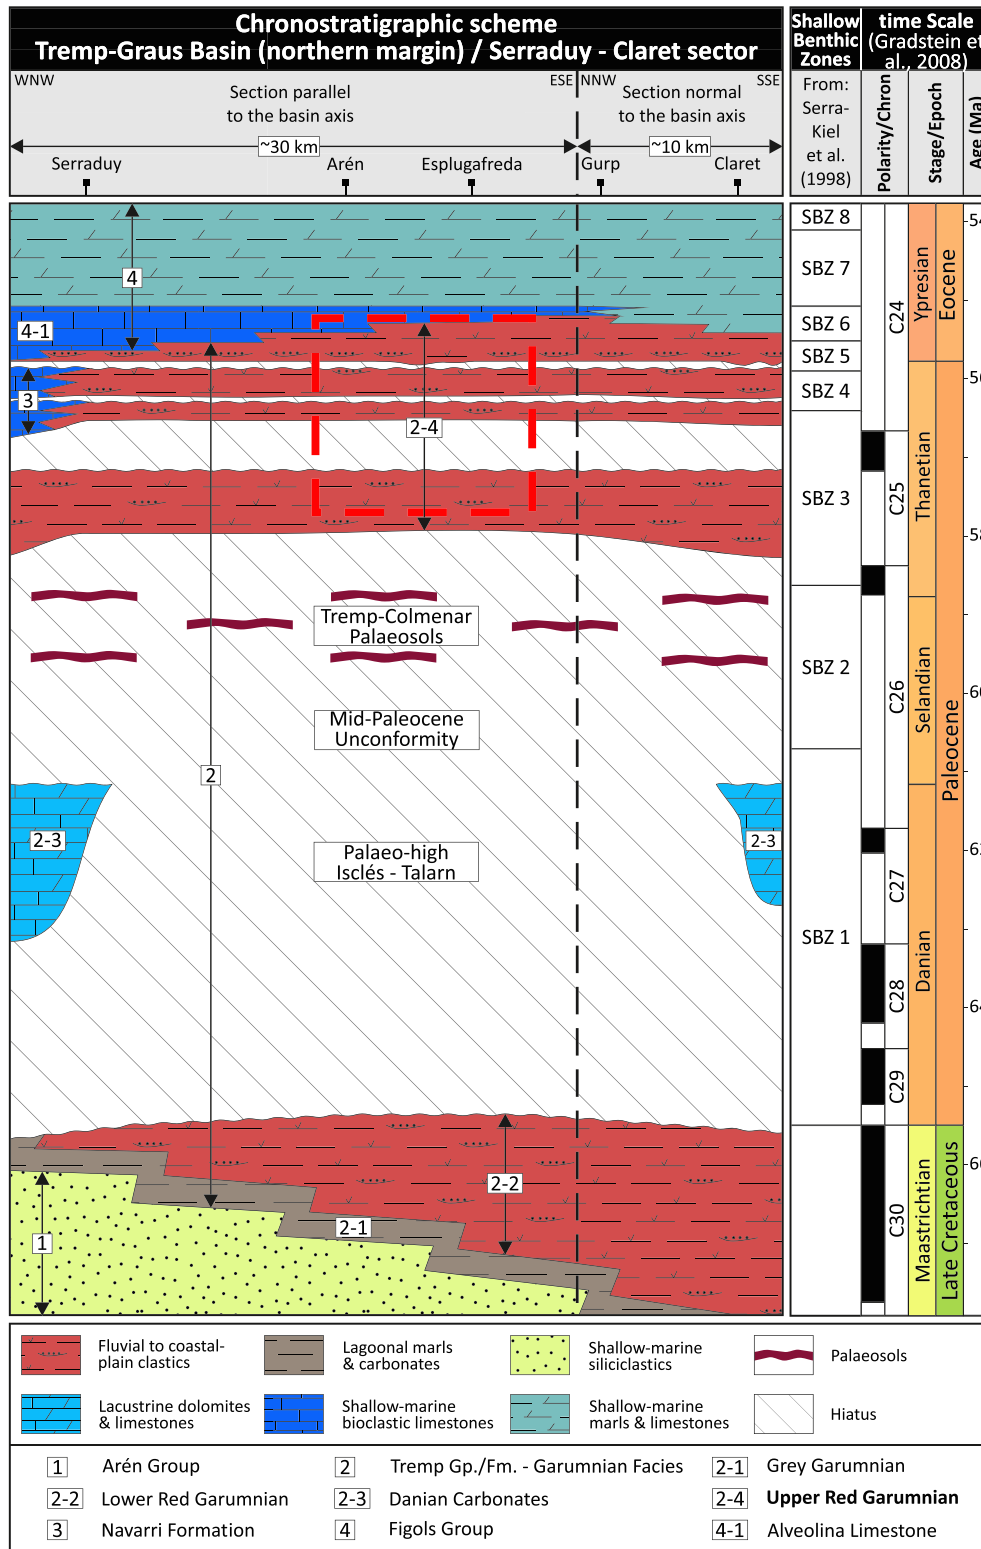 Chronostratigraphic scheme
Tremp-Graus Basin (northern margin) / Serraduy - Claret sector
Shallow
Benthic
Zones
time Scale
(Gradstein et
al., 2008)
WNW
ESE
NNW
SSE
Section parallel
to the basin axis
Section normal
to the basin axis
~30 km
~10 km
Serraduy
Arén
Esplugafreda
Gurp
Claret
From:
Serra-
Kiel
et al.
(1998)
Polarity/Chron
Stage/Epoch
Age (Ma)
4
4-1
3
2-4
Tremp-Colmenar
Palaeosols
Mid-Paleocene
Unconformity
2
2-3
Palaeo-high
Isclés - Talarn
2-3
2-2
2-1
1
SBZ 8
SBZ 7
SBZ 6
SBZ 5
SBZ 4
SBZ 3
SBZ 2
SBZ 1
C24
C25
C26
C27
C28
C29
C30
Ypresian
Thanetian
Selandian
Danian
Maastrichtian
Eocene
Paleocene
Late Cretaceous
58
Fluvial to coastal-
plain clastics
Lagoonal marls
& carbonates
Shallow-marine
siliciclastics
Palaeosols
Lacustrine dolomites
& limestones
Shallow-marine
bioclastic limestones
Shallow-marine
marls & limestones
Hiatus
1 Arén Group
2 Tremp Gp./Fm. - Garumnian Facies
2-1 Grey Garumnian
2-2 Lower Red Garumnian
2-3 Danian Carbonates
2-4 Upper Red Garumnian
3 Navarri Formation
4 Figols Group
4-1 Alveolina Limestone